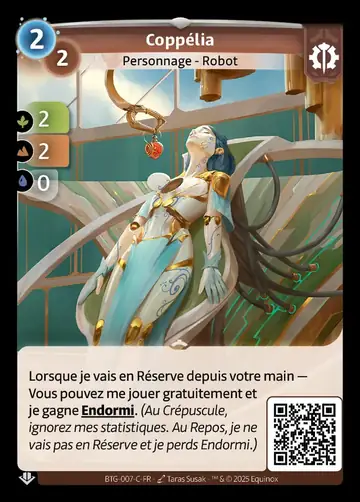 2
2
Coppélia
Personnage - Robot
2
2
0
Lorsque je vais en Réserve depuis votre main —
Vous pouvez me jouer gratuitement et
je gagne Endormi. (Au Crépuscule,
ignorez mes statistiques. Au Repos, je ne
vais pas en Réserve et je perds Endormi.)
BTG-007-C-FR Taras Susak - ™ & © 2025 Equinox